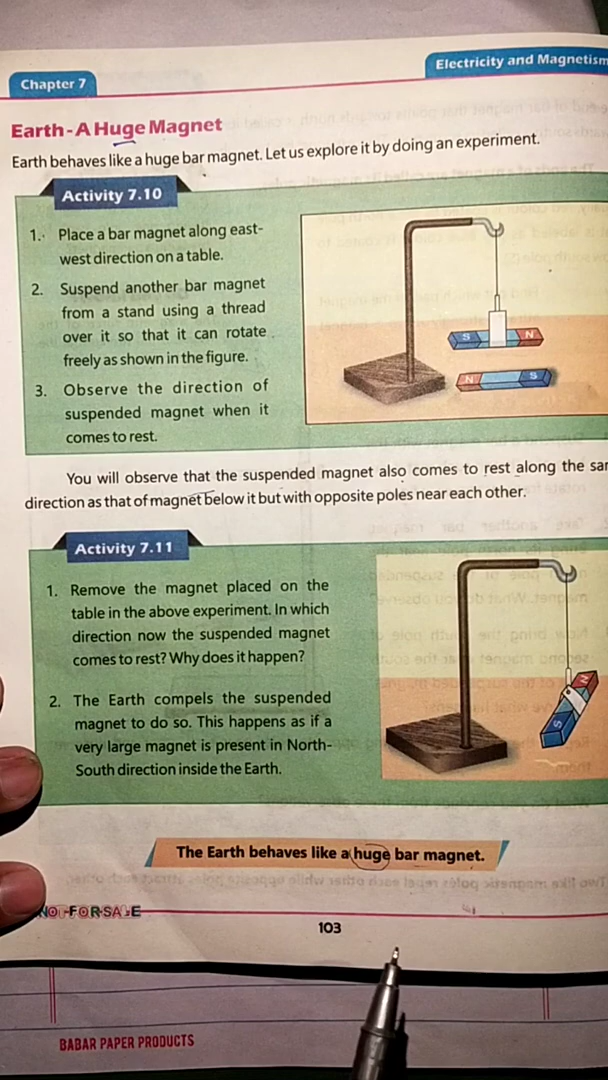 Electricity and Magnetism
Chapter 7
Earth-A Huge Magnet
Earth behaves like a huge bar magnet. Let us explore it by doing an experiment.
Activity 7.10
1. Place a bar magnet along east-
west direction on a table.
2. Suspend another bar magnet
from a stand using a thread
over it so that it can rotate
freely as shown in the figure.
3. Observe the direction of
suspended magnet when it
comes to rest.
S N
N S
You will observe that the suspended magnet also comes to rest along the
direction as that of magnet below it but with opposite poles near each other.
Activity 7.11
1. Remove the magnet placed on the
table in the above experiment. In which
direction now the suspended magnet
comes to rest? Why does it happen?
2. The Earth compels the suspended
magnet to do so. This happens as if a
very large magnet is present in North-
South direction inside the Earth.
N
S
The Earth behaves like a huge bar magnet.
NOT FOR SALE
103
BABAR PAPER PRODUCTS